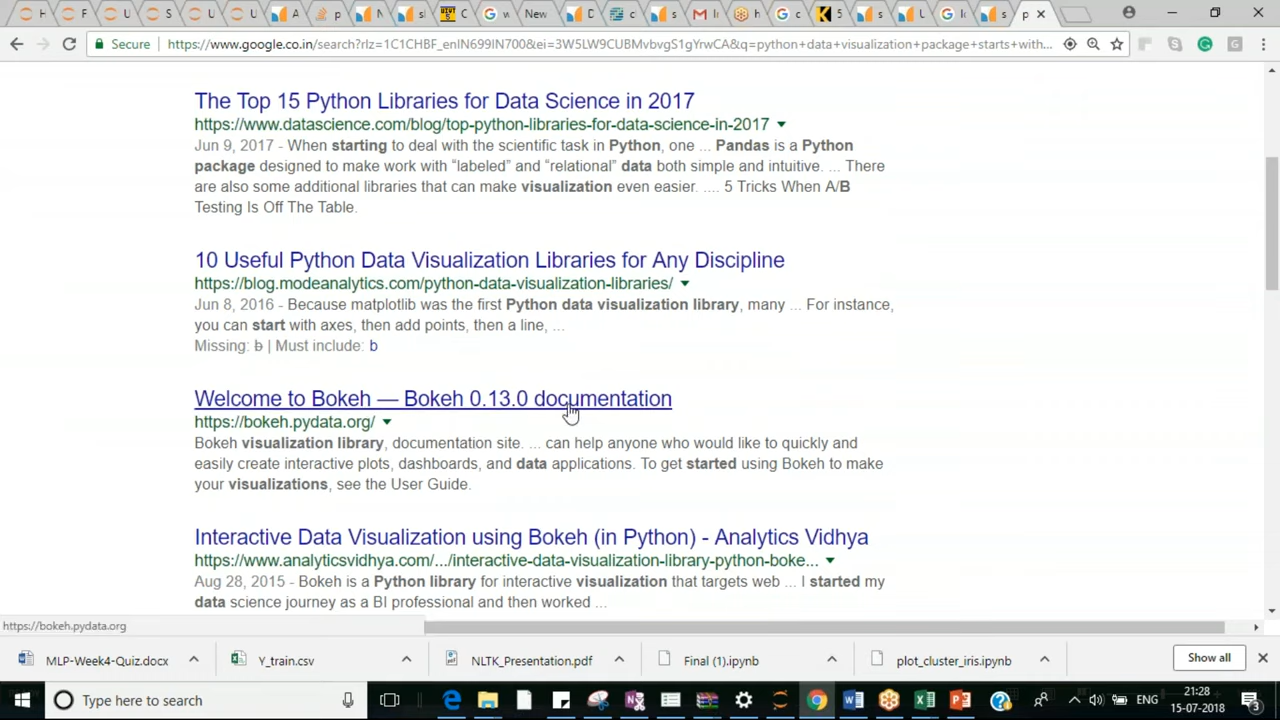 H
F
U
S
U
U
A
p
N
sl
C
w
New
D
c
s
M
I
h
c
5
s
U
lo
s
p
Secure
https://www.google.co.in/search?rlz=1C1CHBF_enIN699IN700&ei=3W5LW9CUBMvbvgS1gYrwCA&q=python+data+visualization+package+starts+with...
The Top 15 Python Libraries for Data Science in 2017
https://www.datascience.com/blog/top-python-libraries-for-data-science-in-2017
Jun 9, 2017 - When starting to deal with the scientific task in Python, one ... Pandas is a Python
package designed to make work with “labeled” and “relational” data both simple and intuitive. ... There
are also some additional libraries that can make visualization even easier. .... 5 Tricks When A/B
Testing Is Off The Table.
10 Useful Python Data Visualization Libraries for Any Discipline
https://blog.modeanalytics.com/python-data-visualization-libraries/
Jun 8, 2016 - Because matplotlib was the first Python data visualization library, many ... For instance,
you can start with axes, then add points, then a line, ...
Missing: b | Must include: b
Welcome to Bokeh — Bokeh 0.13.0 documentation
https://bokeh.pydata.org/
Bokeh visualization library, documentation site. ... can help anyone who would like to quickly and
easily create interactive plots, dashboards, and data applications. To get started using Bokeh to make
your visualizations, see the User Guide.
Interactive Data Visualization using Bokeh (in Python) - Analytics Vidhya
https://www.analyticsvidhya.com/.../interactive-data-visualization-library-python-boke...
Aug 28, 2015 - Bokeh is a Python library for interactive visualization that targets web ... I started my
data science journey as a BI professional and then worked ...
https://bokeh.pydata.org
MLP-Week4-Quiz.docx
Y_train.csv
NLTK_Presentation.pdf
Final (1).ipynb
plot_cluster_iris.ipynb
Show all
Type here to search
ENG
21:28
15-07-2018
3